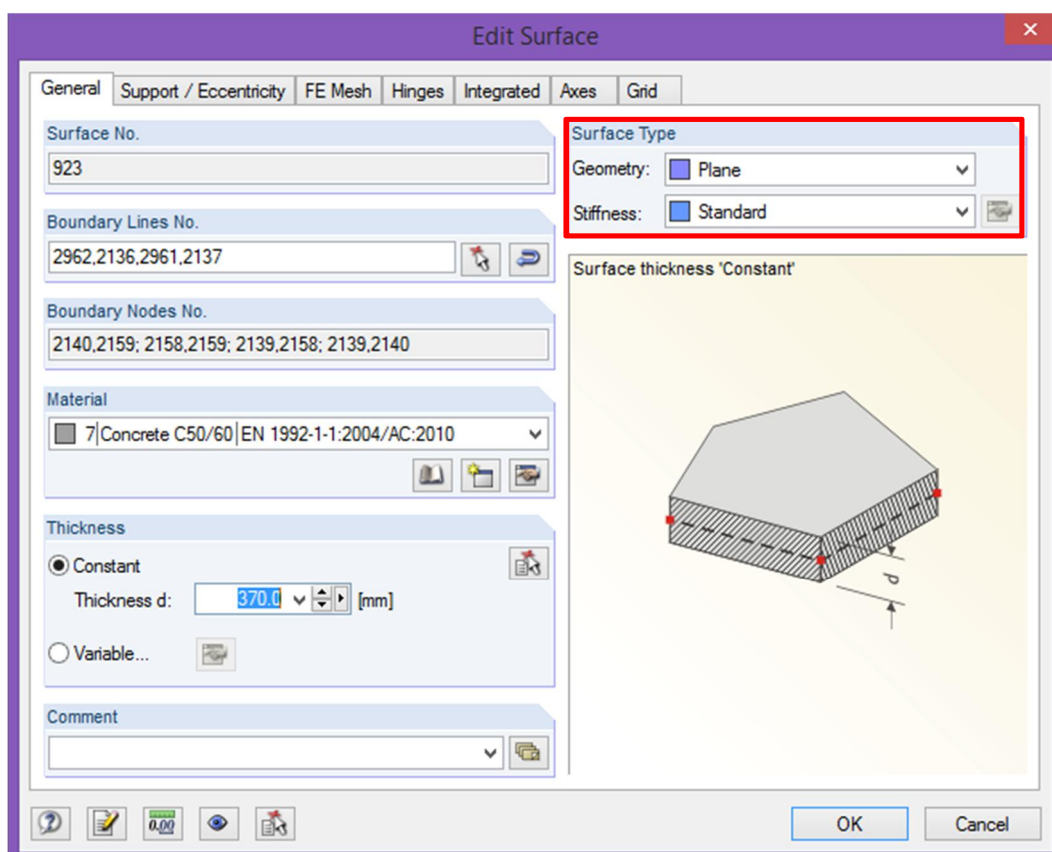 Edit Surface
General
Support / Eccentricity
FE Mesh
Hinges
Integrated
Axes
Grid
Surface No.
923
Boundary Lines No.
2962,2136,2961,2137
Boundary Nodes No.
2140,2159; 2158,2159; 2139,2158; 2139,2140
Material
7|Concrete C50/60|EN 1992-1-1:2004/AC:2010
Thickness
Constant
Thickness d: 370.0 [mm]
Variable...
Comment
Surface Type
Geometry: Plane
Stiffness: Standard
Surface thickness 'Constant'
d
0,00
OK
Cancel